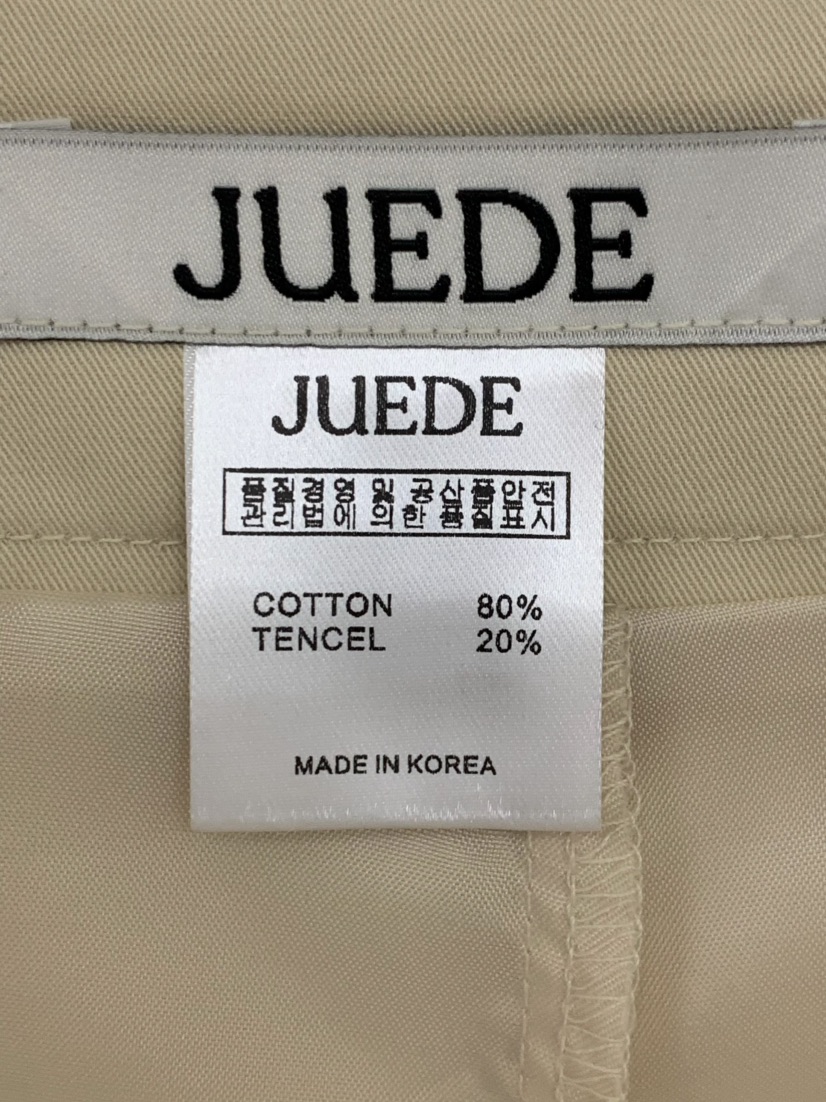 JUEDE
JUEDE
품질경영 및 공산품안전
관리법에 의한 품질표시
COTTON 80%
TENCEL 20%
MADE IN KOREA